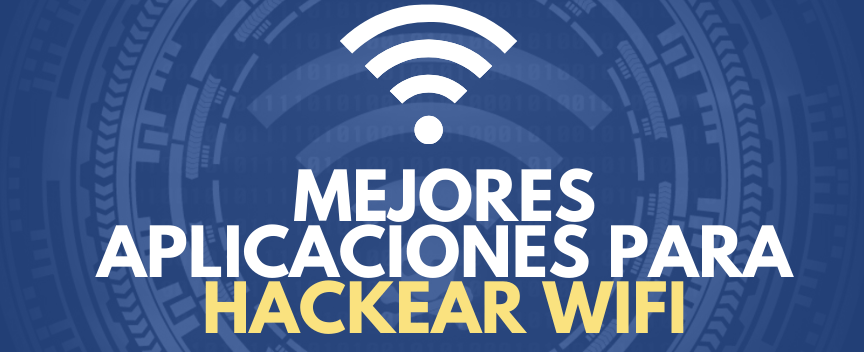 MEJORES
APLICACIONES PARA
HACKEAR WIFI